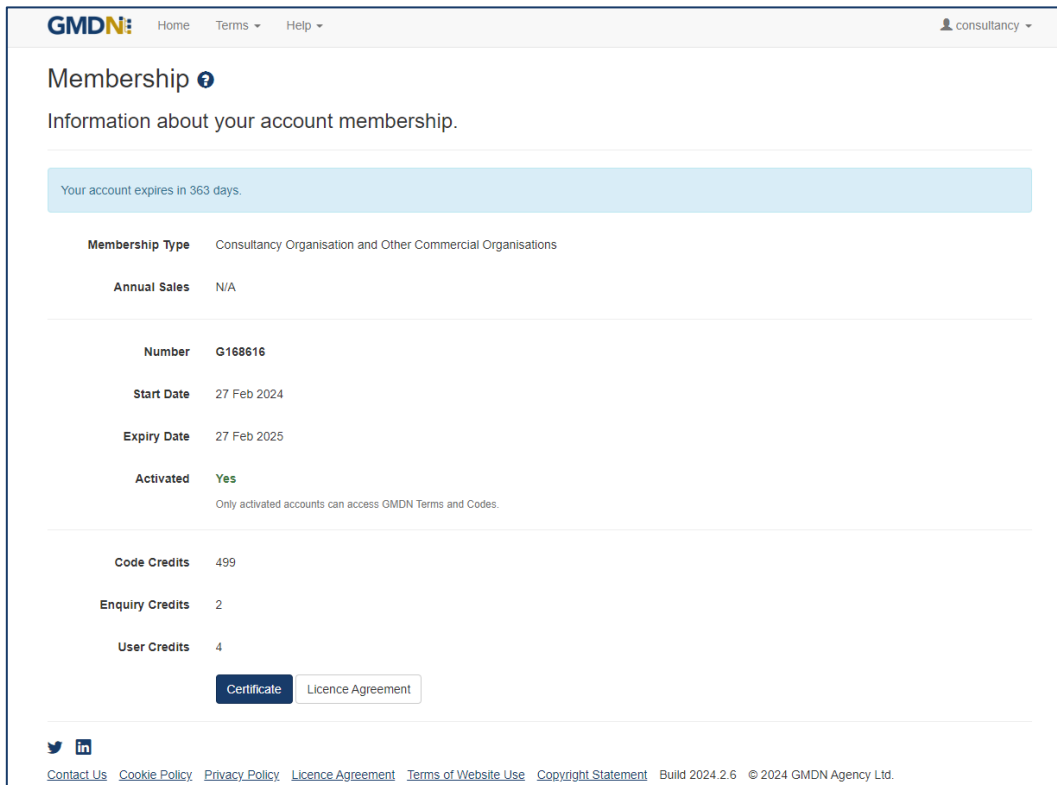 GMDN Home Terms Help consultancy
Membership ?
Information about your account membership.
Your account expires in 363 days.
Membership Type Consultancy Organisation and Other Commercial Organisations
Annual Sales N/A
Number G168616
Start Date 27 Feb 2024
Expiry Date 27 Feb 2025
Activated Yes
Only activated accounts can access GMDN Terms and Codes.
Code Credits 499
Enquiry Credits 2
User Credits 4
Certificate Licence Agreement
in
Contact Us Cookie Policy Privacy Policy Licence Agreement Terms of Website Use Copyright Statement Build 2024.2.6 © 2024 GMDN Agency Ltd.